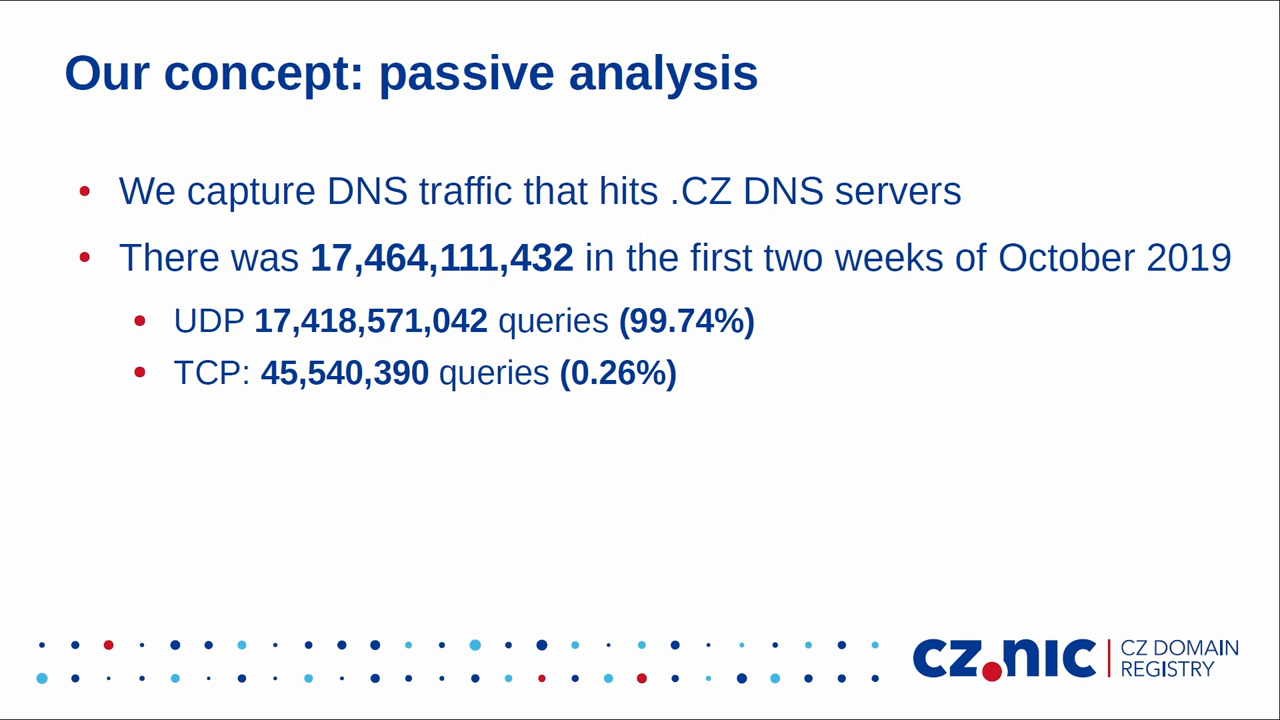 Our concept: passive analysis
We capture DNS traffic that hits .CZ DNS servers
There was 17,464,111,432 in the first two weeks of October 2019
UDP 17,418,571,042 queries (99.74%)
TCP: 45,540,390 queries (0.26%)
CZ.NIC
CZ DOMAIN
REGISTRY